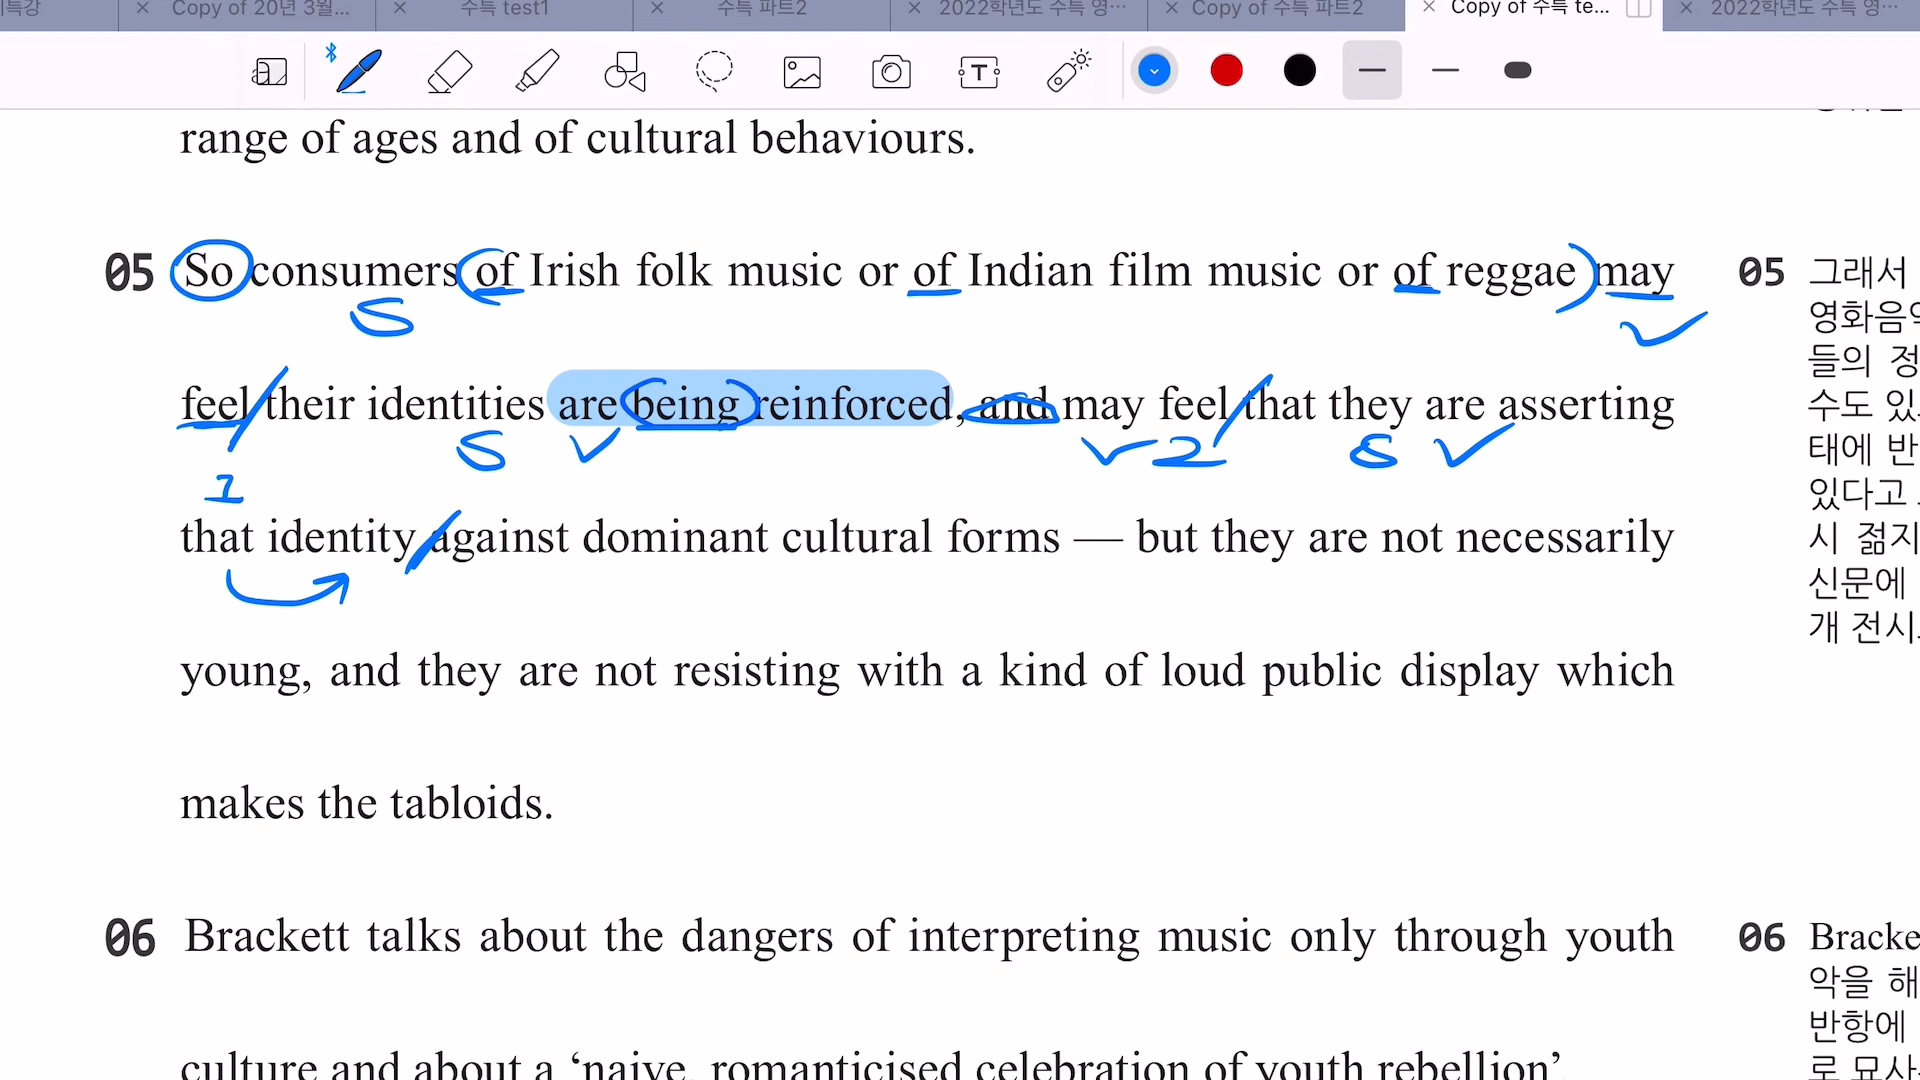 특강
× Copy of 20년 3월...
× 수특 test1
× 수특 파트2
× 2022학년도 수특 영...
× Copy of 수특 파트2
× Copy of 수특 te...
× 2022학년도 수특 영...
T
range of ages and of cultural behaviours.
05 So consumers of Irish folk music or of Indian film music or of reggae may
S
feel their identities are being reinforced, and may feel that they are asserting
S 2 S
1
that identity against dominant cultural forms — but they are not necessarily
young, and they are not resisting with a kind of loud public display which
makes the tabloids.
06 Brackett talks about the dangers of interpreting music only through youth
culture and about a ‘naive, romanticised celebration of youth rebellion’.
05 그래서
영화음악
들의 정
수도 있
태에 반
있다고
시 젊지
신문에
개 전시
06 Bracke
악을 해
반항에
로 묘사